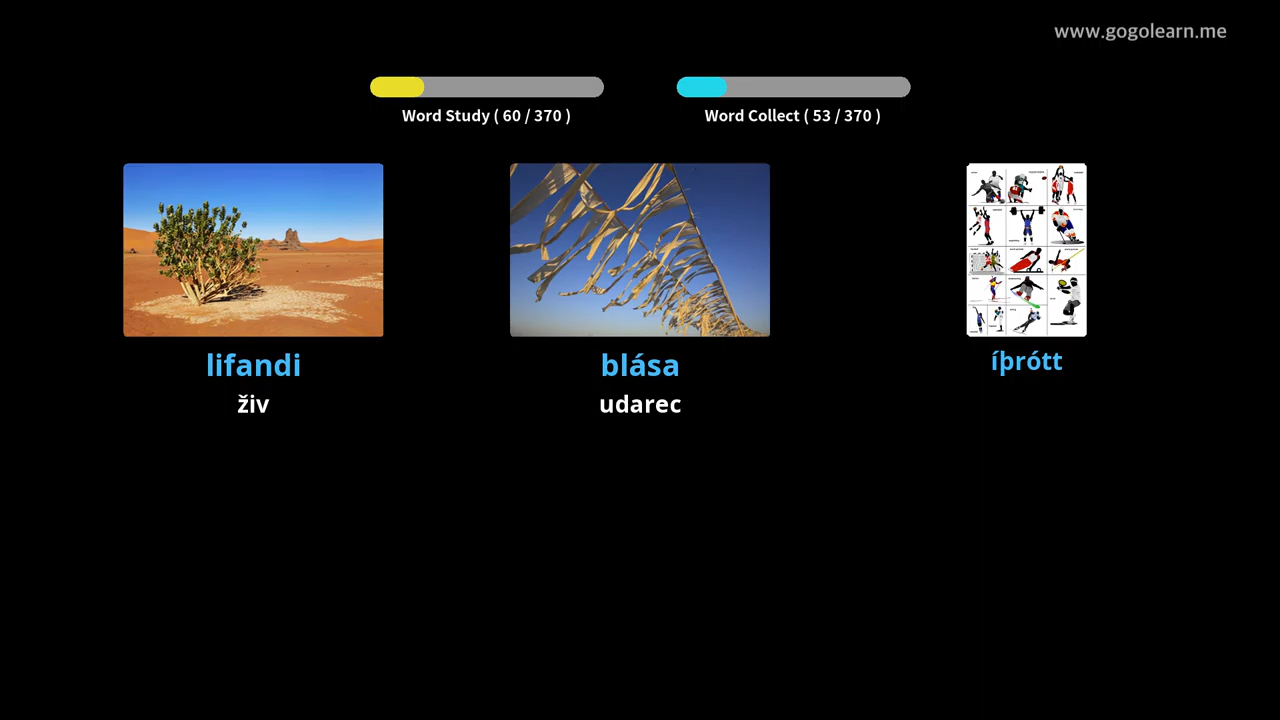 www.gogolearn.me
Word Study ( 60 / 370 )
Word Collect ( 53 / 370 )
lifandi
živ
blása
udarec
íþrótt